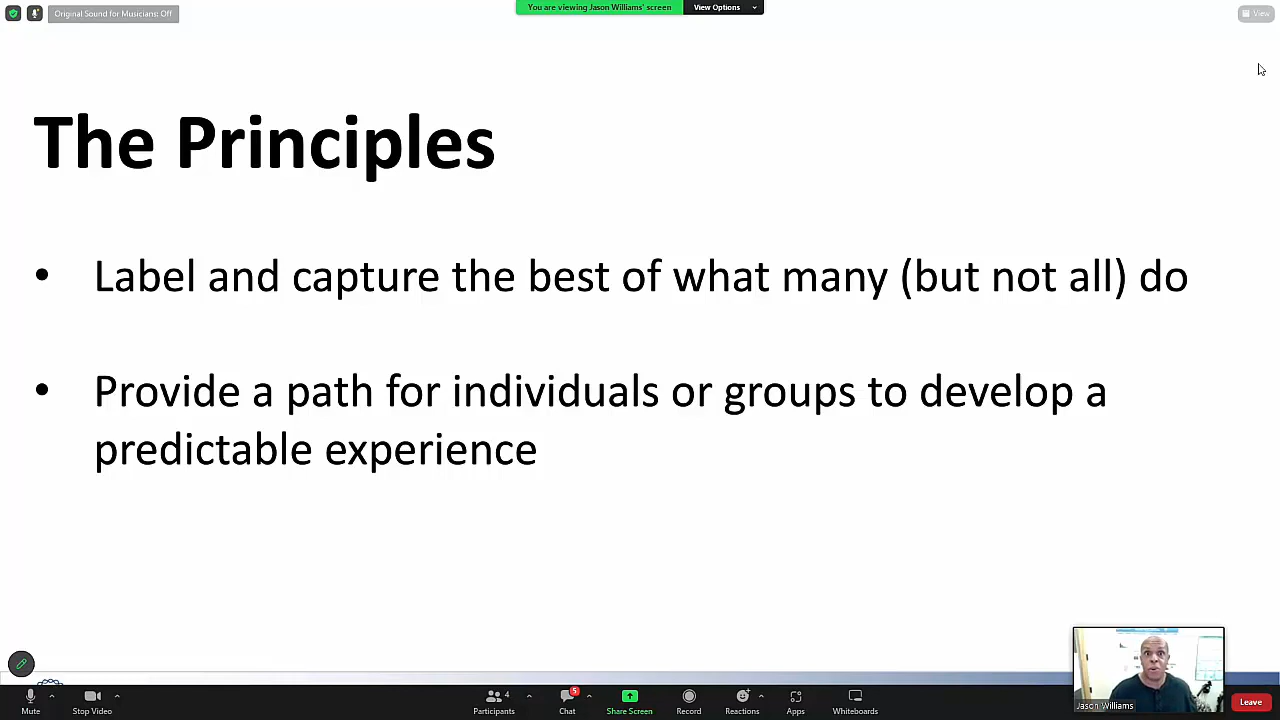 Original Sound for Musicians: Off
You are viewing Jason Williams' screen
View Options
View
The Principles
• Label and capture the best of what many (but not all) do
• Provide a path for individuals or groups to develop a
predictable experience
Jason Williams
Mute
Stop Video
4
Participants
5
Chat
Share Screen
Record
Reactions
Apps
Whiteboards
Leave